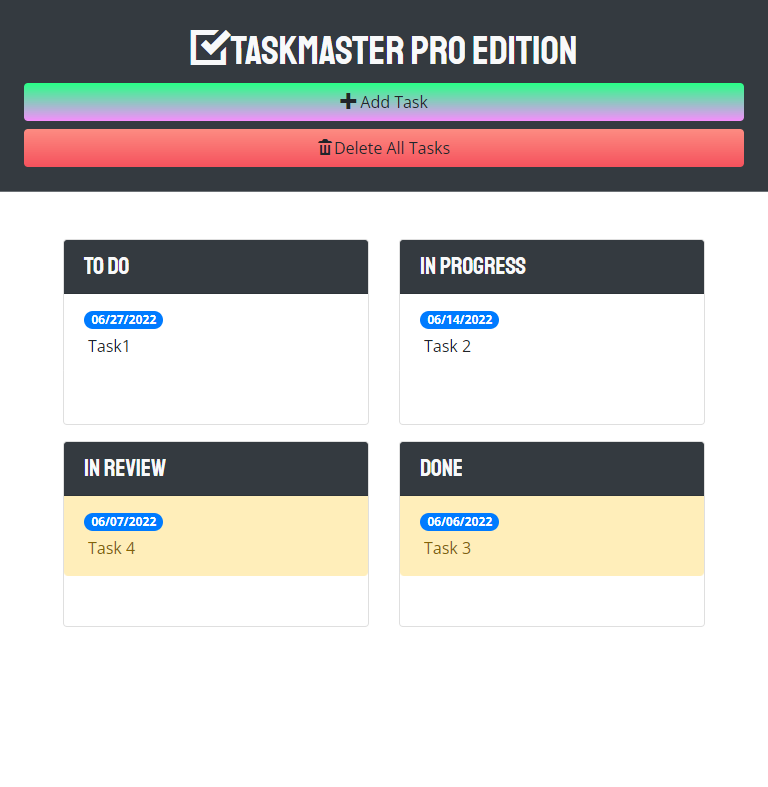 TASKMASTER PRO EDITION
Add Task
Delete All Tasks
TO DO
06/27/2022
Task1
IN PROGRESS
06/14/2022
Task 2
IN REVIEW
06/07/2022
Task 4
DONE
06/06/2022
Task 3